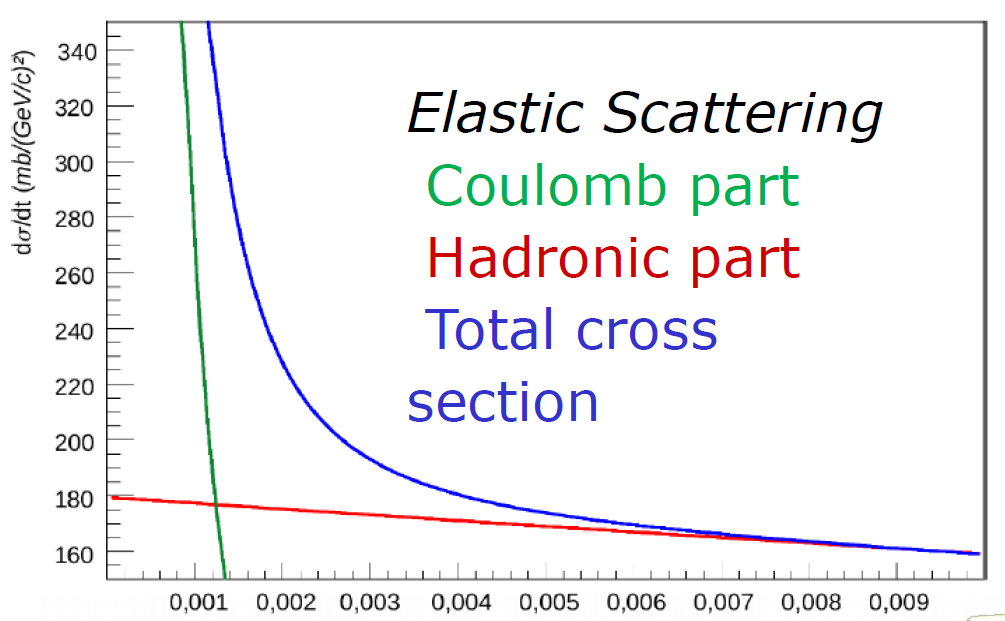 dσ/dt (mb/(GeV/c)²)
340
320
300
280
260
240
220
200
180
160
Elastic Scattering
Coulomb part
Hadronic part
Total cross
section
0,001 0,002 0,003 0,004 0,005 0,006 0,007 0,008 0,009